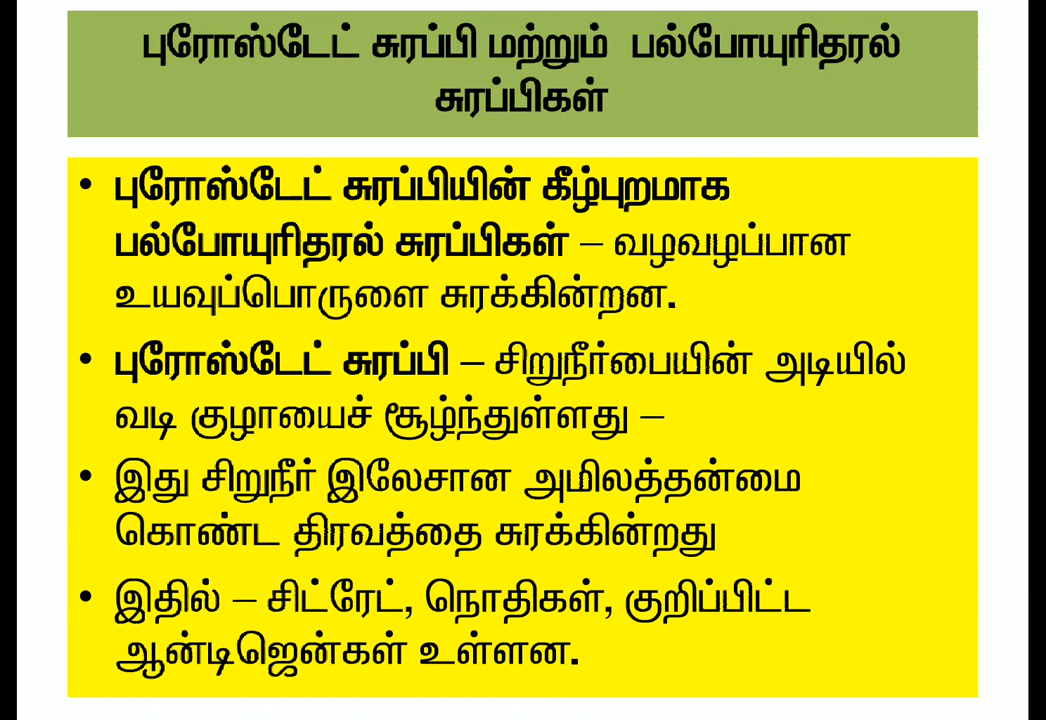 புரோஸ்டேட் சுரப்பி மற்றும் பல்போயுரிதரல்
சுரப்பிகள்
• புரோஸ்டேட் சுரப்பியின் கீழ்புறமாக
பல்போயுரிதரல் சுரப்பிகள் – வழவழப்பான
உயவுப்பொருளை சுரக்கின்றன.
• புரோஸ்டேட் சுரப்பி – சிறுநீர்பையின் அடியில்
வடி குழாயைச் சூழ்ந்துள்ளது –
• இது சிறுநீர் இலேசான அமிலத்தன்மை
கொண்ட திரவத்தை சுரக்கின்றது
• இதில் – சிட்ரேட், நொதிகள், குறிப்பிட்ட
ஆன்டிஜென்கள் உள்ளன.